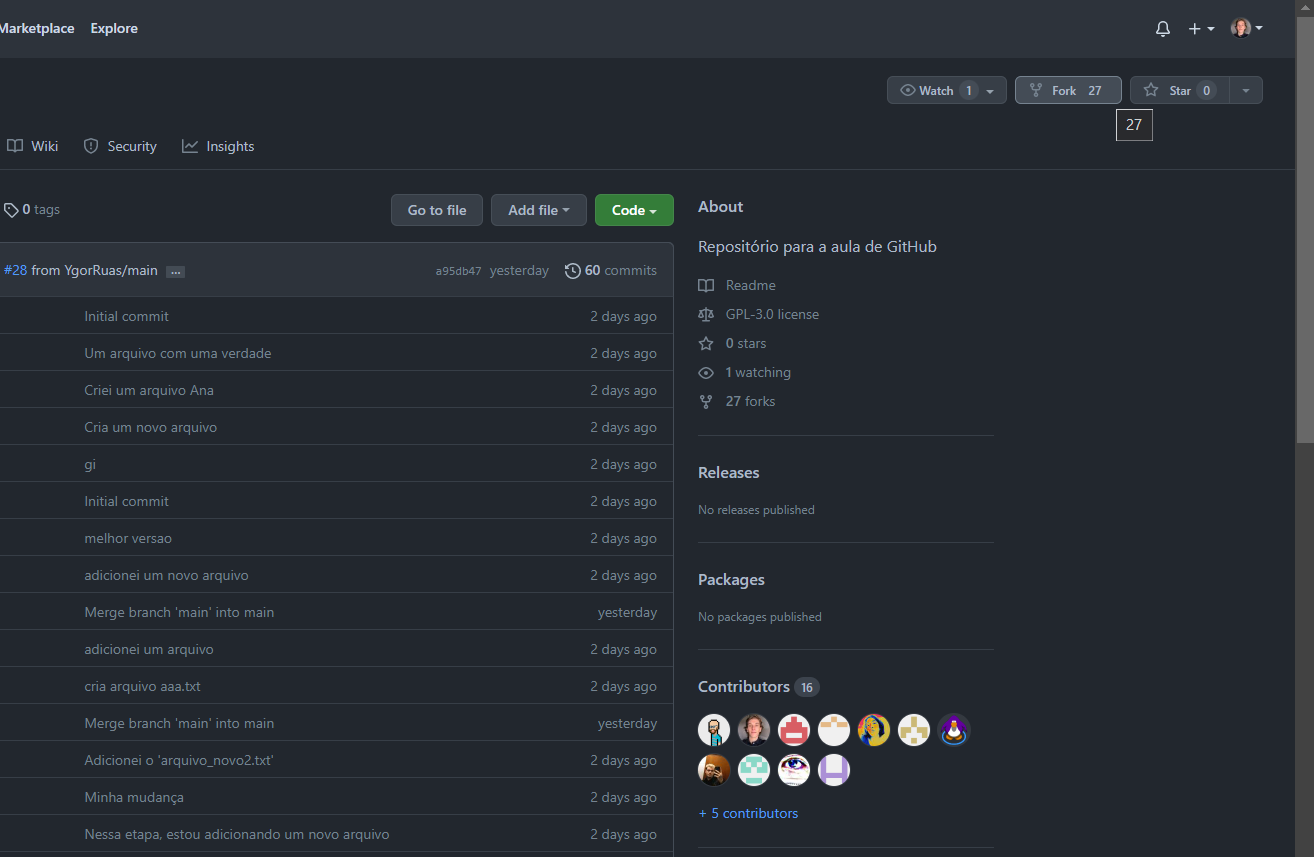 Marketplace Explore
Watch 1 Fork 27 Star 0
27
Wiki Security Insights
0 tags Go to file Add file Code
#28 from YgorRuas/main ... a95db47 yesterday 60 commits
Initial commit 2 days ago
Um arquivo com uma verdade 2 days ago
Criei um arquivo Ana 2 days ago
Cria um novo arquivo 2 days ago
gi 2 days ago
Initial commit 2 days ago
melhor versao 2 days ago
adicionei um novo arquivo 2 days ago
Merge branch 'main' into main yesterday
adicionei um arquivo 2 days ago
cria arquivo aaa.txt 2 days ago
Merge branch 'main' into main yesterday
Adicionei o 'arquivo_novo2.txt' 2 days ago
Minha mudança 2 days ago
Nessa etapa, estou adicionando um novo arquivo 2 days ago
About
Repositório para a aula de GitHub
Readme
GPL-3.0 license
0 stars
1 watching
27 forks
Releases
No releases published
Packages
No packages published
Contributors 16
+ 5 contributors